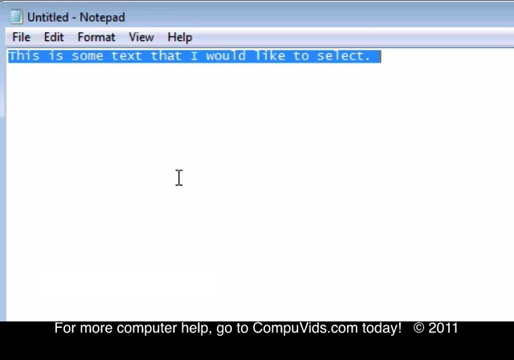 Untitled - Notepad
File Edit Format View Help
This is some text that I would like to select.
For more computer help, go to CompuVids.com today! © 2011